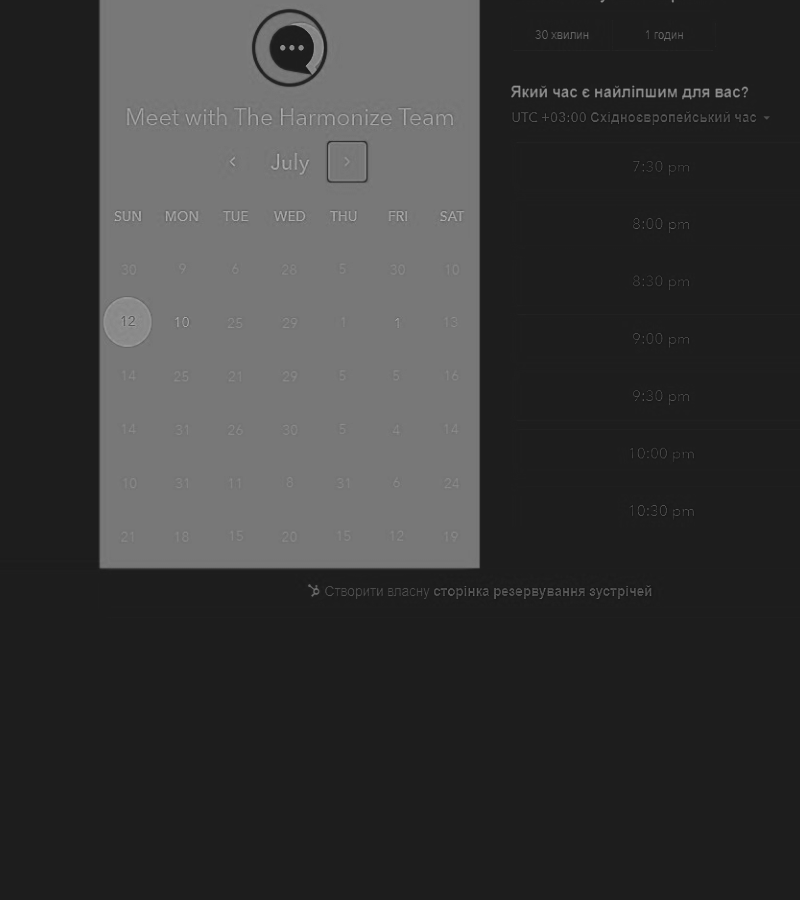 Meet with The Harmonize Team
July
SUN MON TUE WED THU FRI SAT
30 9 6 28 5 30 10
12 10 25 29 1 1 13
14 25 21 29 5 5 16
14 31 26 30 5 4 14
10 31 11 8 31 6 24
21 18 15 20 15 12 19
30 хвилин 1 годин
Який час є найліпшим для вас?
UTC +03:00 Східноєвропейський час
7:30 pm
8:00 pm
8:30 pm
9:00 pm
9:30 pm
10:00 pm
10:30 pm
Створити власну сторінка резервування зустрічей